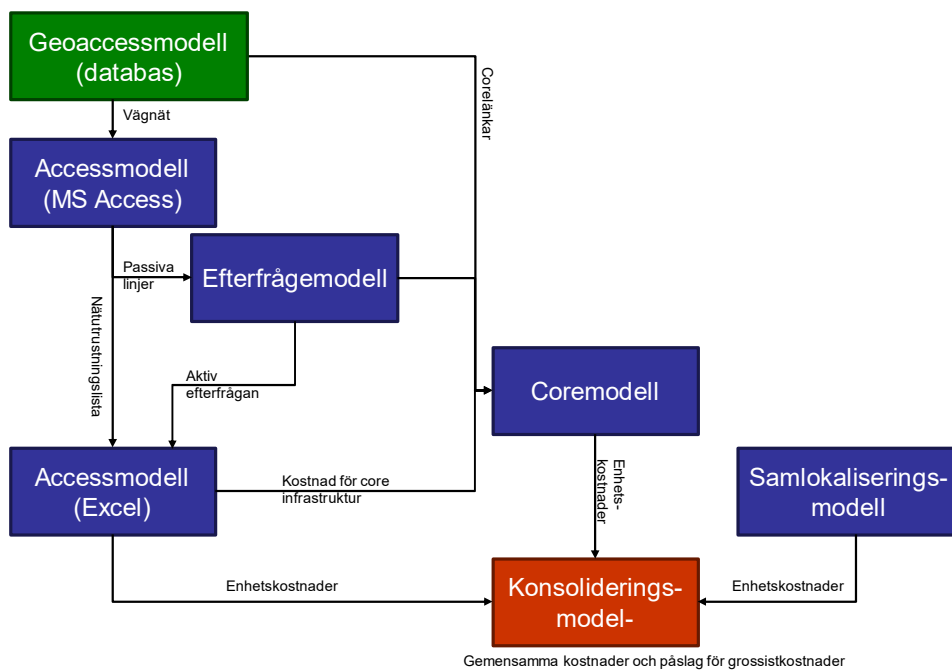 Geoaccessmodell
(databas)
Vägnät
Corelänkar
Accessmodell
(MS Access)
Passiva
linjer
Efterfrågemodell
Nätutrustningslista
Aktiv
efterfrågan
Coremodell
Accessmodell
(Excel)
Kostnad för core
infrastruktur
Enhets-
kostnader
Samlokaliserings-
modell
Enhetskostnader
Konsoliderings-
model-
Enhetskostnader
Gemensamma kostnader och påslag för grossistkostnader